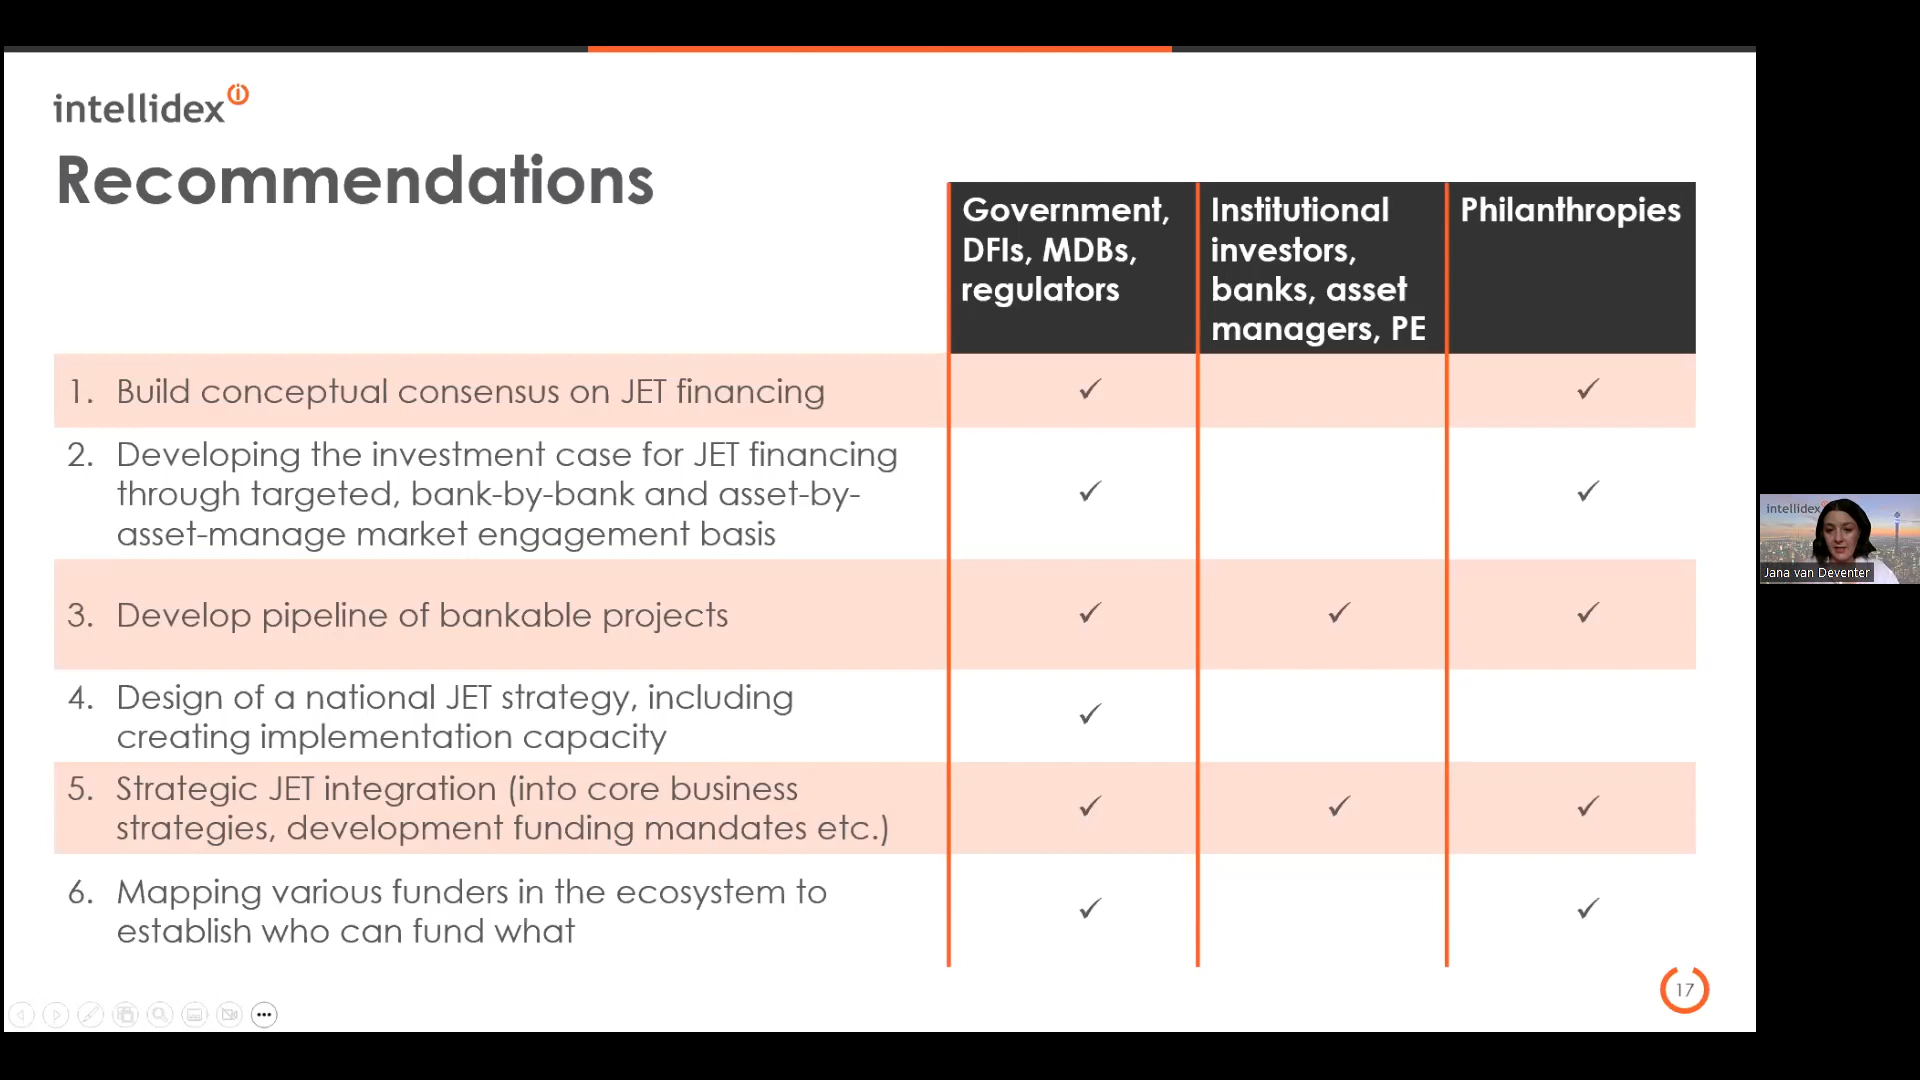 intellidex
Recommendations
Government,
DFIs, MDBs,
regulators
Institutional
investors,
banks, asset
managers, PE
Philanthropies
1. Build conceptual consensus on JET financing
✓ ✓
2. Developing the investment case for JET financing
through targeted, bank-by-bank and asset-by-
asset-manage market engagement basis
✓ ✓
3. Develop pipeline of bankable projects
✓ ✓ ✓
4. Design of a national JET strategy, including
creating implementation capacity
✓
5. Strategic JET integration (into core business
strategies, development funding mandates etc.)
✓ ✓ ✓
6. Mapping various funders in the ecosystem to
establish who can fund what
✓ ✓
17
intellidex
Jana van Deventer